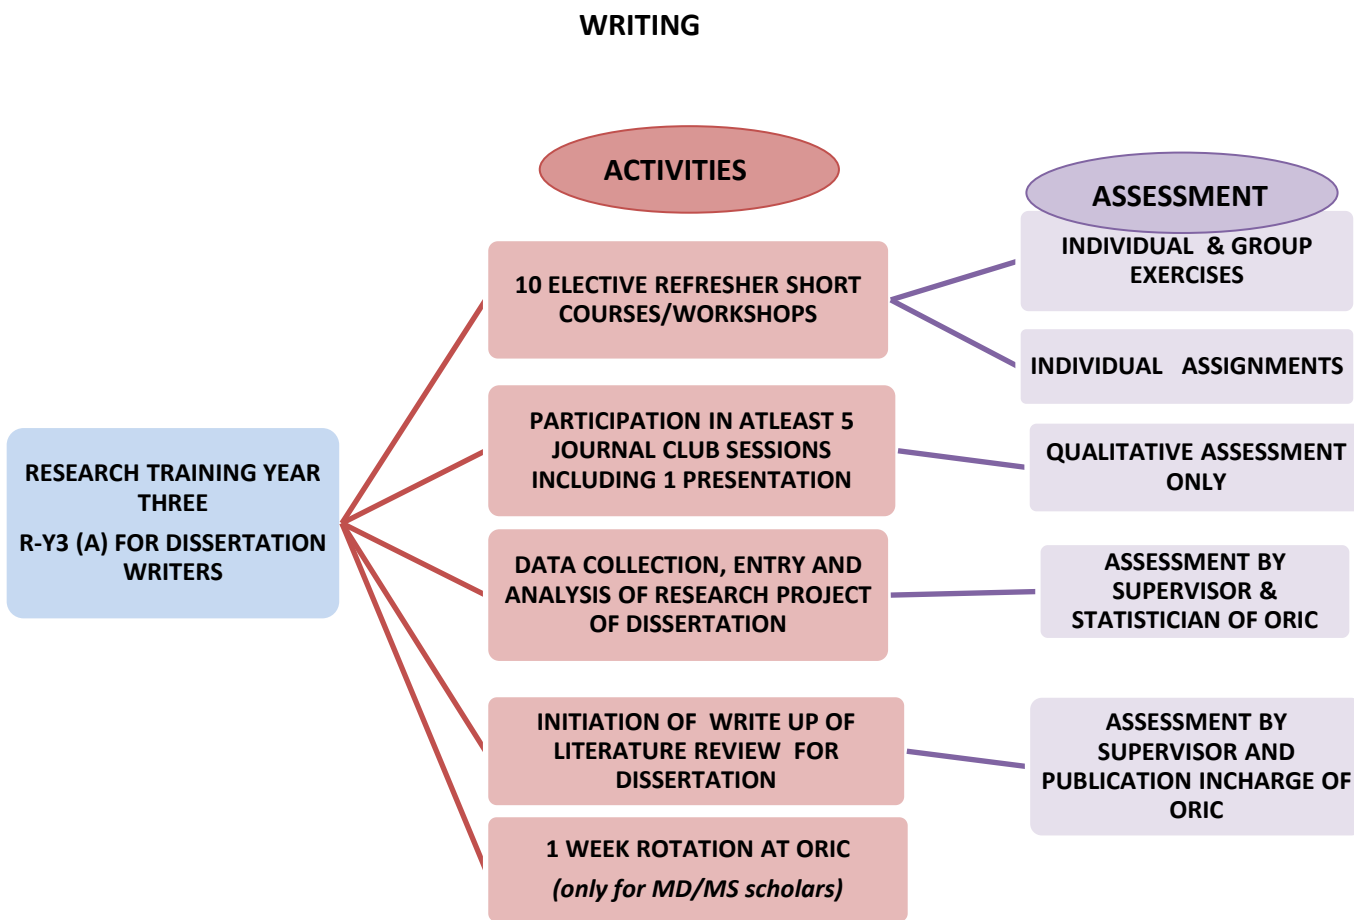 WRITING
ACTIVITIES
ASSESSMENT
RESEARCH TRAINING YEAR
THREE
R-Y3 (A) FOR DISSERTATION
WRITERS
10 ELECTIVE REFRESHER SHORT
COURSES/WORKSHOPS
INDIVIDUAL & GROUP
EXERCISES
INDIVIDUAL ASSIGNMENTS
PARTICIPATION IN ATLEAST 5
JOURNAL CLUB SESSIONS
INCLUDING 1 PRESENTATION
QUALITATIVE ASSESSMENT
ONLY
DATA COLLECTION, ENTRY AND
ANALYSIS OF RESEARCH PROJECT
OF DISSERTATION
ASSESSMENT BY
SUPERVISOR &
STATISTICIAN OF ORIC
INITIATION OF WRITE UP OF
LITERATURE REVIEW FOR
DISSERTATION
ASSESSMENT BY
SUPERVISOR AND
PUBLICATION INCHARGE OF
ORIC
1 WEEK ROTATION AT ORIC
(only for MD/MS scholars)